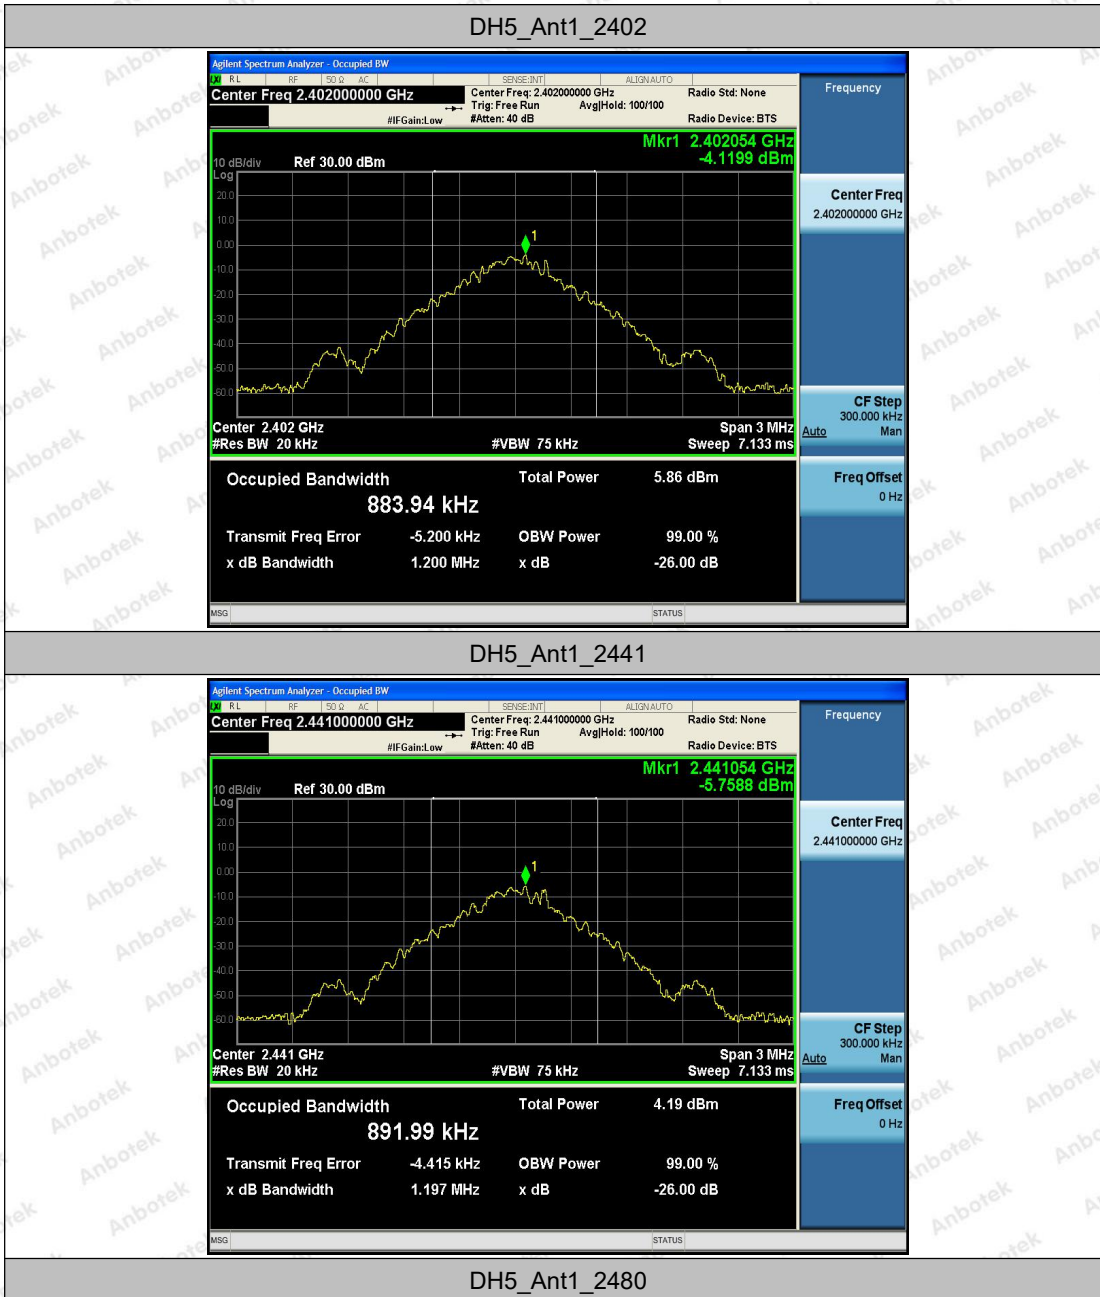 DH5_Ant1_2402
Agilent Spectrum Analyzer - Occupied BW
LXI RL RF 50 Ω AC SENSE:INT ALIGNAUTO
Center Freq 2.402000000 GHz
Center Freq: 2.402000000 GHz Radio Std: None
Trig: Free Run Avg|Hold: 100/100
#IFGain:Low #Atten: 40 dB Radio Device: BTS
Frequency
Mkr1 2.402054 GHz
-4.1199 dBm
10 dB/div Ref 30.00 dBm
Log
20.0
10.0
0.00
-10.0
-20.0
-30.0
-40.0
-50.0
-60.0
1
Center 2.402 GHz Span 3 MHz
#Res BW 20 kHz #VBW 75 kHz Sweep 7.133 ms
Center Freq
2.402000000 GHz
CF Step
300.000 kHz
Auto Man
Freq Offset
0 Hz
Occupied Bandwidth Total Power 5.86 dBm
883.94 kHz
Transmit Freq Error -5.200 kHz OBW Power 99.00 %
x dB Bandwidth 1.200 MHz x dB -26.00 dB
MSG STATUS
DH5_Ant1_2441
Agilent Spectrum Analyzer - Occupied BW
LXI RL RF 50 Ω AC SENSE:INT ALIGNAUTO
Center Freq 2.441000000 GHz
Center Freq: 2.441000000 GHz Radio Std: None
Trig: Free Run Avg|Hold: 100/100
#IFGain:Low #Atten: 40 dB Radio Device: BTS
Frequency
Mkr1 2.441054 GHz
-5.7588 dBm
10 dB/div Ref 30.00 dBm
Log
20.0
10.0
0.00
-10.0
-20.0
-30.0
-40.0
-50.0
-60.0
1
Center 2.441 GHz Span 3 MHz
#Res BW 20 kHz #VBW 75 kHz Sweep 7.133 ms
Center Freq
2.441000000 GHz
CF Step
300.000 kHz
Auto Man
Freq Offset
0 Hz
Occupied Bandwidth Total Power 4.19 dBm
891.99 kHz
Transmit Freq Error -4.415 kHz OBW Power 99.00 %
x dB Bandwidth 1.197 MHz x dB -26.00 dB
MSG STATUS
DH5_Ant1_2480
Anbotek